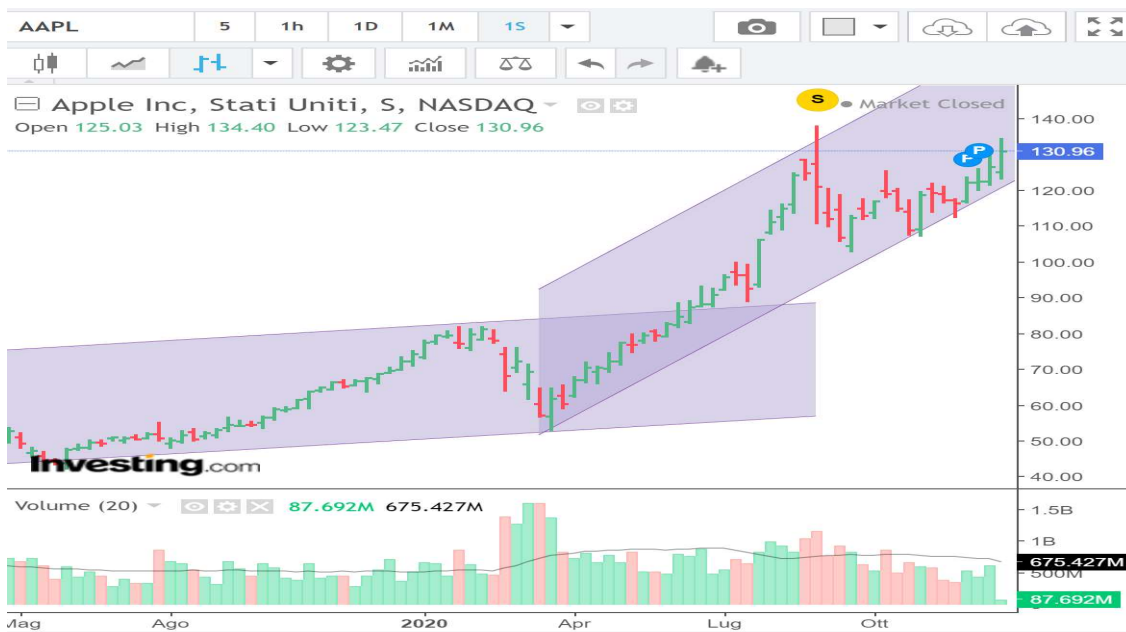 AAPL 5 1h 1D 1M 1S
Apple Inc, Stati Uniti, S, NASDAQ
S Market Closed
Open 125.03 High 134.40 Low 123.47 Close 130.96
140.00
130.96
P
120.00
110.00
100.00
90.00
80.00
70.00
60.00
50.00
40.00
Investing.com
Volume (20) 87.692M 675.427M
1.5B
1B
675.427M
500M
87.692M
Mag Ago 2020 Apr Lug Ott